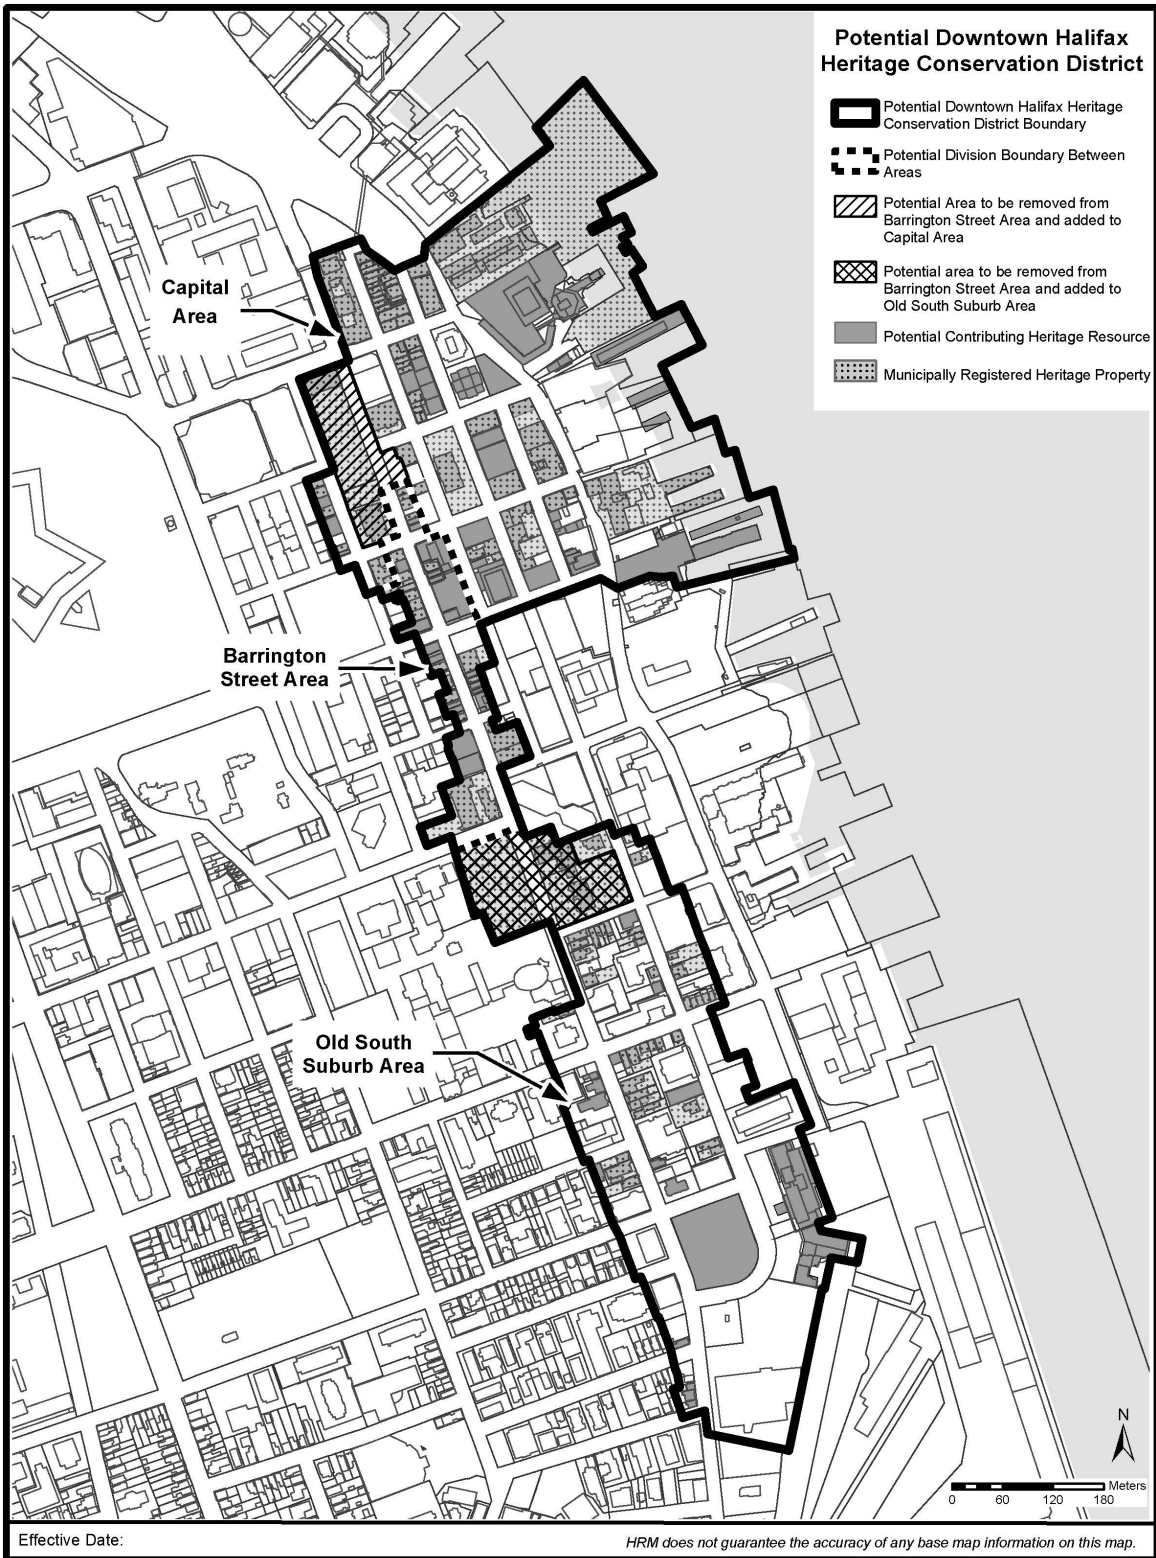 Potential Downtown Halifax
Heritage Conservation District
Potential Downtown Halifax Heritage
Conservation District Boundary
Potential Division Boundary Between
Areas
Potential Area to be removed from
Barrington Street Area and added to
Capital Area
Potential area to be removed from
Barrington Street Area and added to
Old South Suburb Area
Potential Contributing Heritage Resource
Municipally Registered Heritage Property
Capital
Area
Barrington
Street Area
Old South
Suburb Area
N
Meters
0 60 120 180
Effective Date:
HRM does not guarantee the accuracy of any base map information on this map.